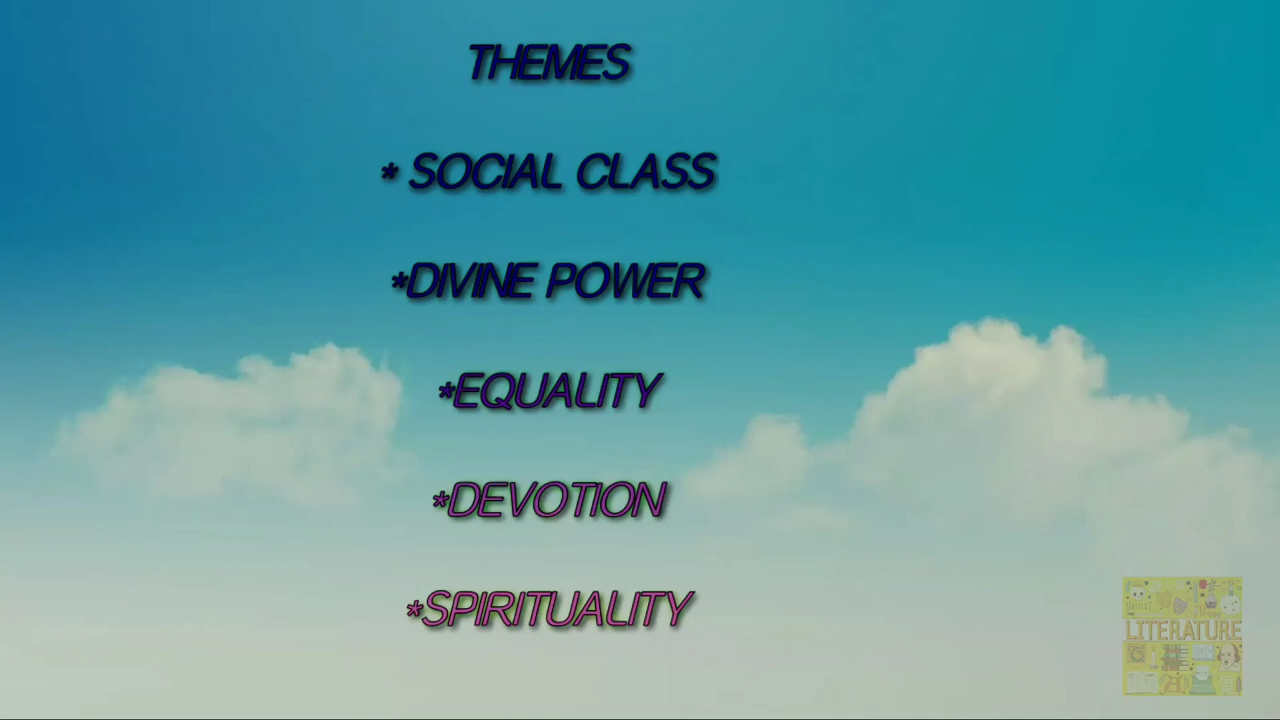 THEMES
* SOCIAL CLASS
*DIVINE POWER
*EQUALITY
*DEVOTION
*SPIRITUALITY
LITERATURE